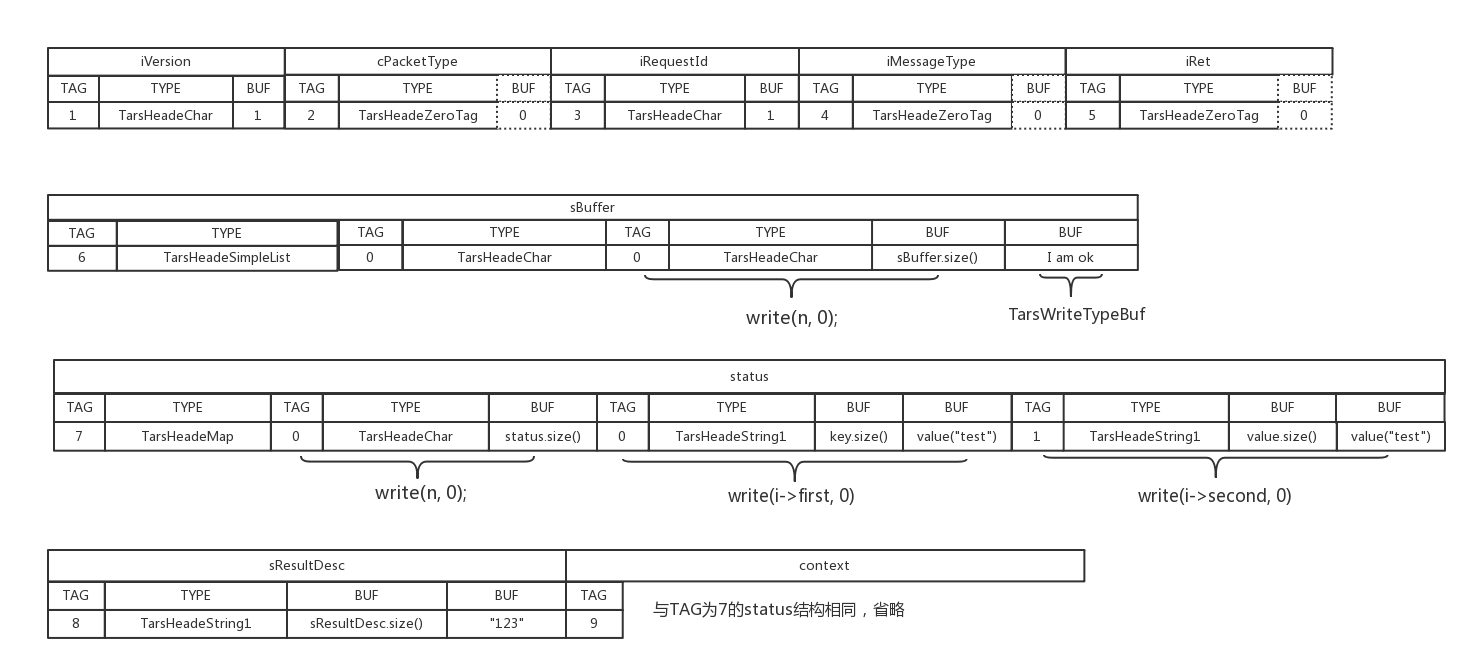 iVersion cPacketType iRequestId iMessageType iRet
TAG TYPE BUF TAG TYPE BUF TAG TYPE BUF TAG TYPE BUF TAG TYPE BUF
1 TarsHeadeChar 1 2 TarsHeadeZeroTag 0 3 TarsHeadeChar 1 4 TarsHeadeZeroTag 0 5 TarsHeadeZeroTag 0
sBuffer
TAG TYPE TAG TYPE TAG TYPE BUF BUF
6 TarsHeadeSimpleList 0 TarsHeadeChar 0 TarsHeadeChar sBuffer.size() I am ok
write(n, 0); TarsWriteTypeBuf
status
TAG TYPE TAG TYPE BUF TAG TYPE BUF BUF TAG TYPE BUF BUF
7 TarsHeadeMap 0 TarsHeadeChar status.size() 0 TarsHeadeString1 key.size() value("test") 1 TarsHeadeString1 value.size() value("test")
write(n, 0); write(i->first, 0) write(i->second, 0)
sResultDesc context
TAG TYPE BUF BUF TAG
8 TarsHeadeString1 sResultDesc.size() "123" 9
与TAG为7的status结构相同，省略